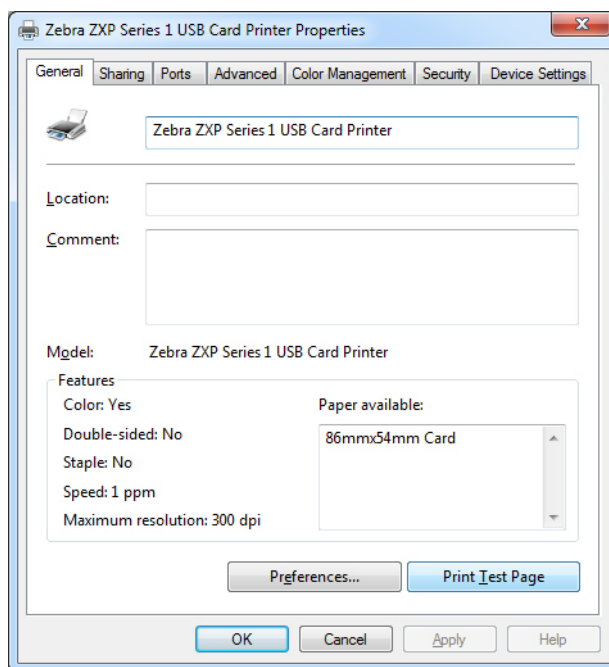 Zebra ZXP Series 1 USB Card Printer Properties
General Sharing Ports Advanced Color Management Security Device Settings
Zebra ZXP Series 1 USB Card Printer
Location:
Comment:
Model: Zebra ZXP Series 1 USB Card Printer
Features
Color: Yes Paper available:
Double-sided: No 86mmx54mm Card
Staple: No
Speed: 1 ppm
Maximum resolution: 300 dpi
Preferences... Print Test Page
OK Cancel Apply Help